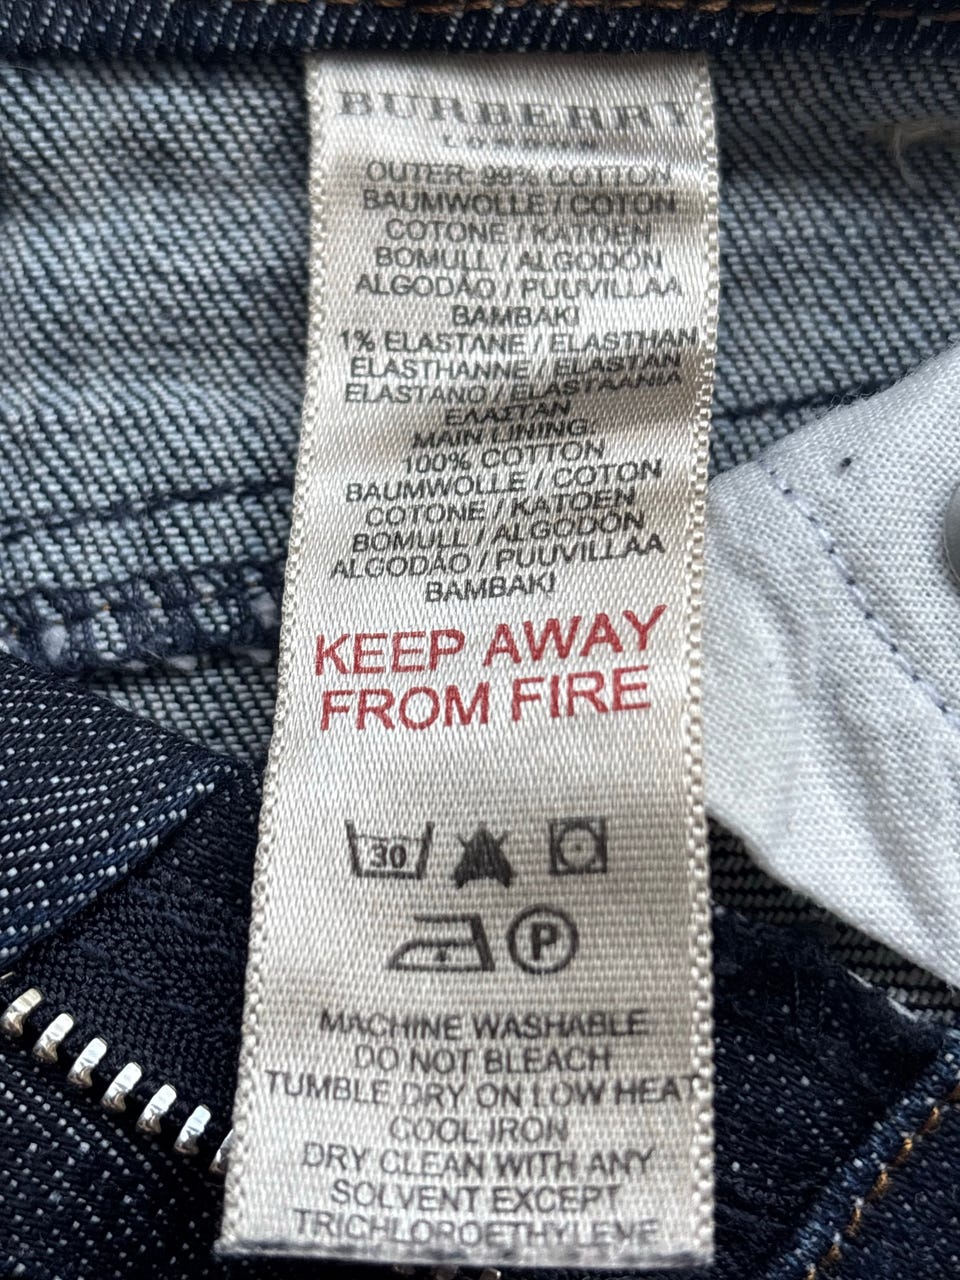 BURBERRY
LONDON
OUTER: 99% COTTON
BAUMWOLLE / COTON
COTONE / KATOEN
BOMULL / ALGODÓN
ALGODÃO / PUUVILLAA
BAMBAKI
1% ELASTANE / ELASTHAN
ELASTHANNE / ELASTAN
ELASTANO / ELASTAANIA
ΕΛΑΣΤΑΝ
MAIN LINING
100% COTTON
BAUMWOLLE / COTON
COTONE / KATOEN
BOMULL / ALGODÓN
ALGODÃO / PUUVILLAA
BAMBAKI
KEEP AWAY
FROM FIRE
30
P
MACHINE WASHABLE
DO NOT BLEACH
TUMBLE DRY ON LOW HEAT
COOL IRON
DRY CLEAN WITH ANY
SOLVENT EXCEPT
TRICHLOROETHYLENE